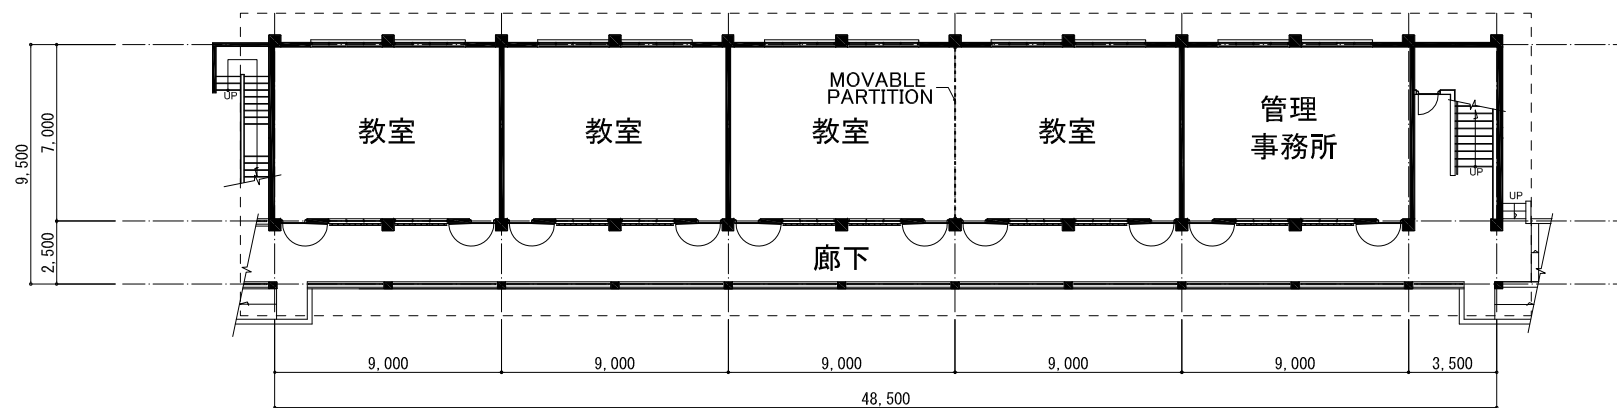 MOVABLE
PARTITION
教室
教室
教室
教室
管理
事務所
廊下
UP
UP
UP
9,500
7,000
2,500
9,000
9,000
9,000
9,000
9,000
3,500
48,500